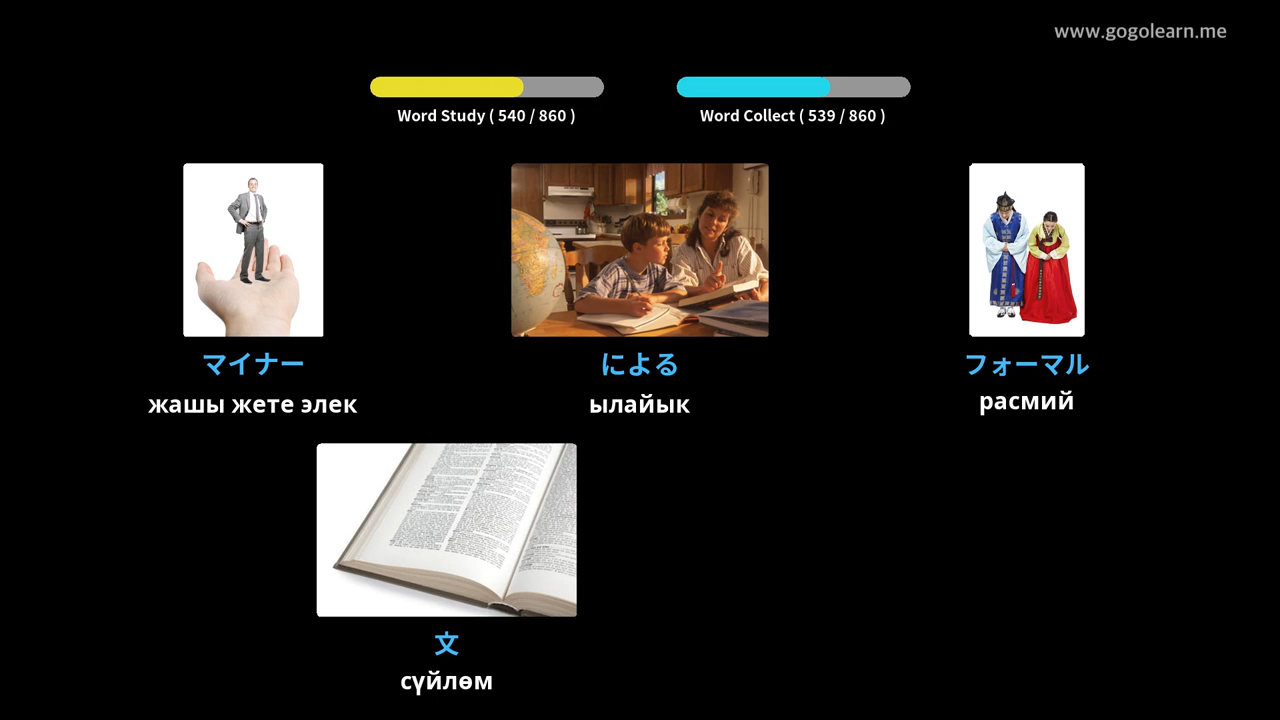 www.gogolearn.me
Word Study ( 540 / 860 )
Word Collect ( 539 / 860 )
マイナー
жашы жете элек
による
ылайык
フォーマル
расмий
文
сүйлөм